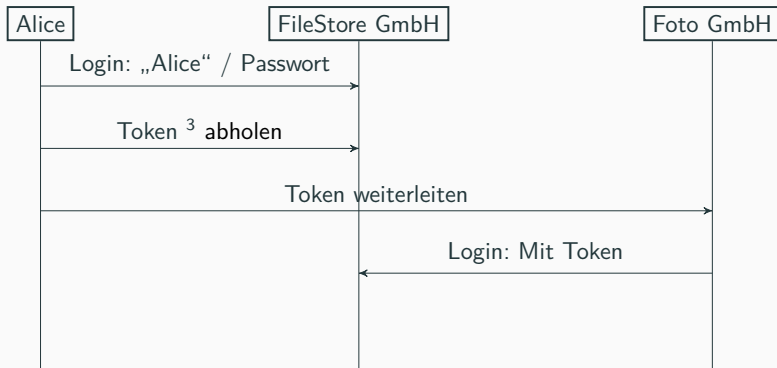 Alice
FileStore GmbH
Foto GmbH
Login: „Alice“ / Passwort
Token ³ abholen
Token weiterleiten
Login: Mit Token